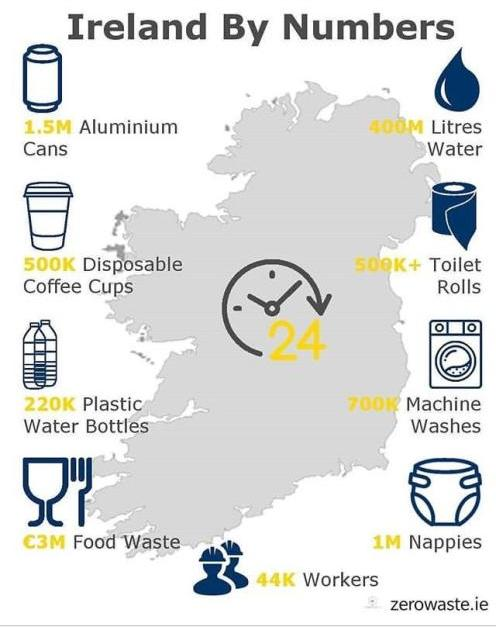 Ireland By Numbers
1.5M Aluminium
Cans
400M Litres
Water
500K Disposable
Coffee Cups
500K+ Toilet
Rolls
24
220K Plastic
Water Bottles
700K Machine
Washes
€3M Food Waste
1M Nappies
44K Workers
zerowaste.ie